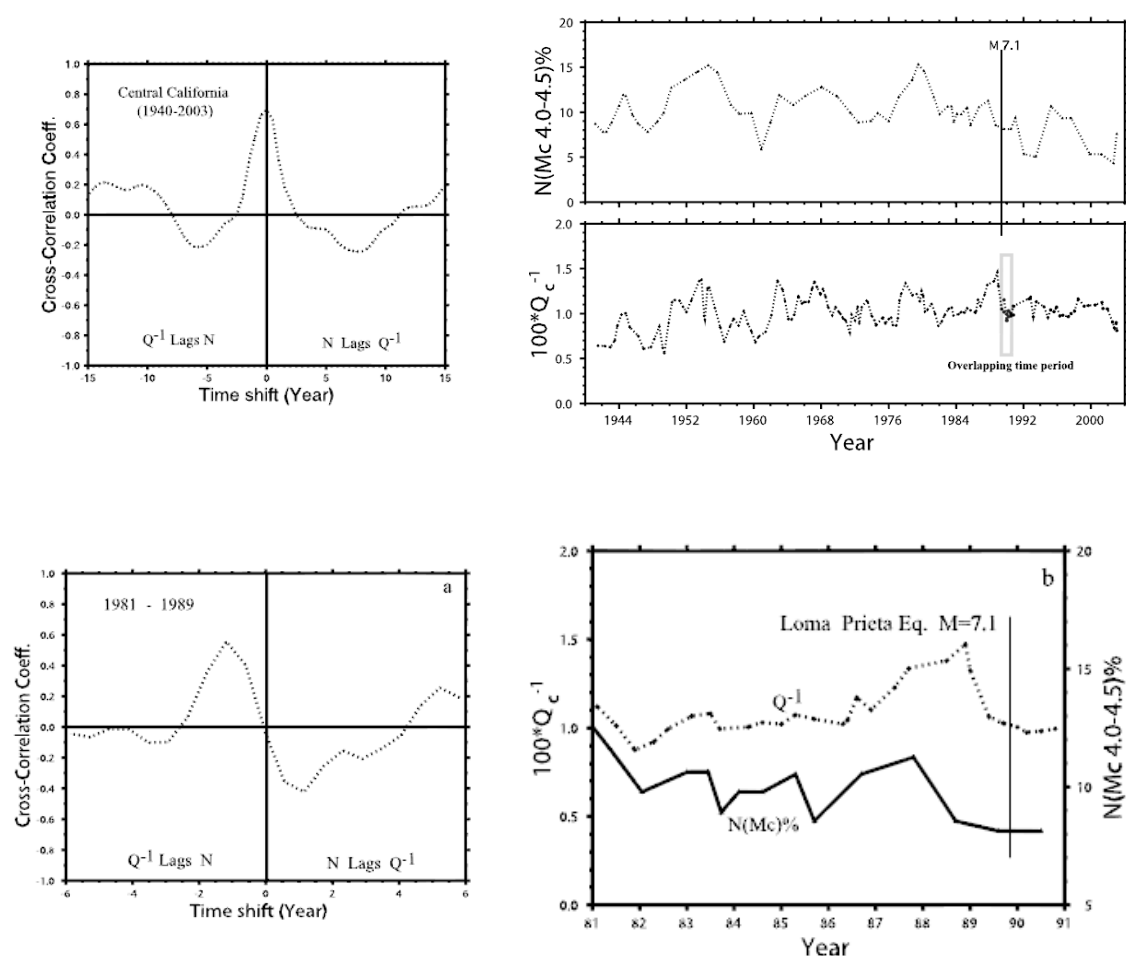 Central California
(1940-2003)
Cross-Correlation Coeff.
1.0
0.8
0.6
0.4
0.2
0.0
-0.2
-0.4
-0.6
-0.8
-1.0
Q⁻¹ Lags N
N Lags Q⁻¹
-15 -10 -5 0 5 10 15
Time shift (Year)
N(Mc 4.0-4.5)%
20
15
10
5
0
M 7.1
100*Q c⁻¹
2.0
1.5
1.0
0.5
0.0
Overlapping time period
1944 1952 1960 1968 1976 1984 1992 2000
Year
a
1981 - 1989
Cross-Correlation Coeff.
1.0
0.8
0.6
0.4
0.2
0.0
-0.2
-0.4
-0.6
-0.8
-1.0
Q⁻¹ Lags N
N Lags Q⁻¹
-6 -4 -2 0 2 4 6
Time shift (Year)
b
Loma Prieta Eq. M=7.1
Q⁻¹
N(Mc)%
100*Q c⁻¹
2.0
1.5
1.0
0.5
0.0
N(Mc 4.0-4.5)%
20
15
10
5
81 82 83 84 85 86 87 88 89 90 91
Year